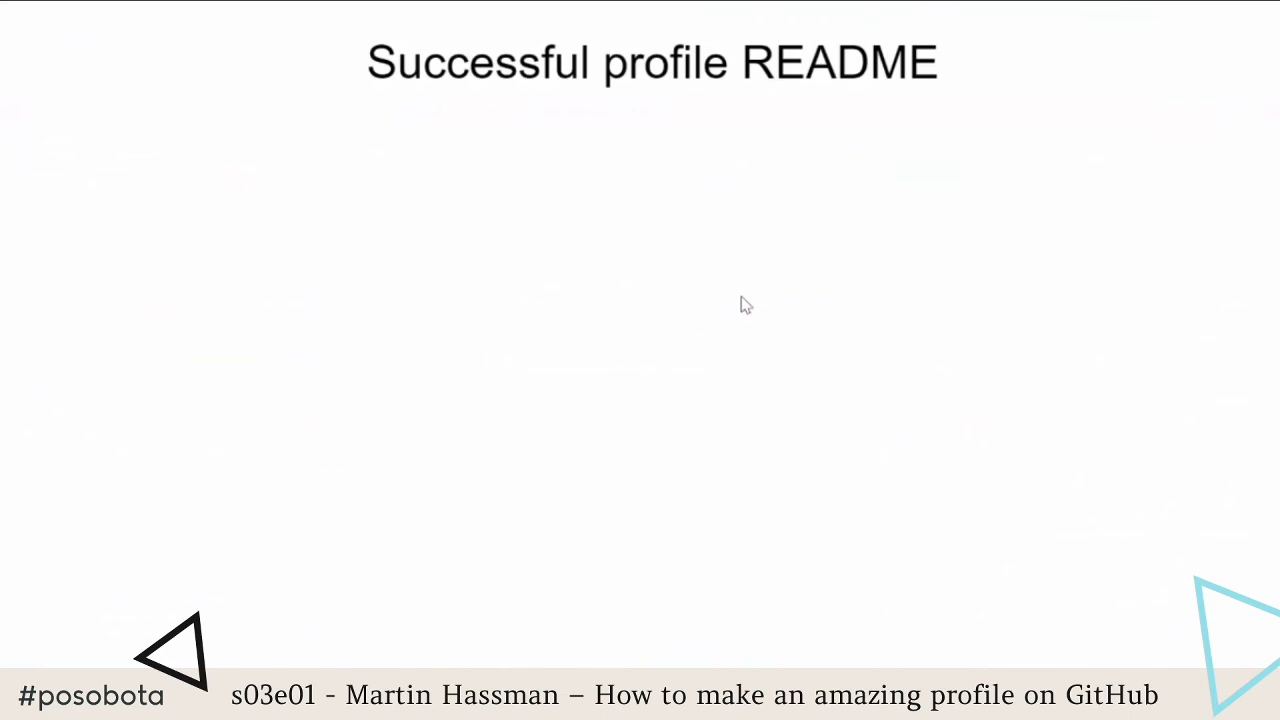 Successful profile README
#posobota
s03e01 - Martin Hassman – How to make an amazing profile on GitHub